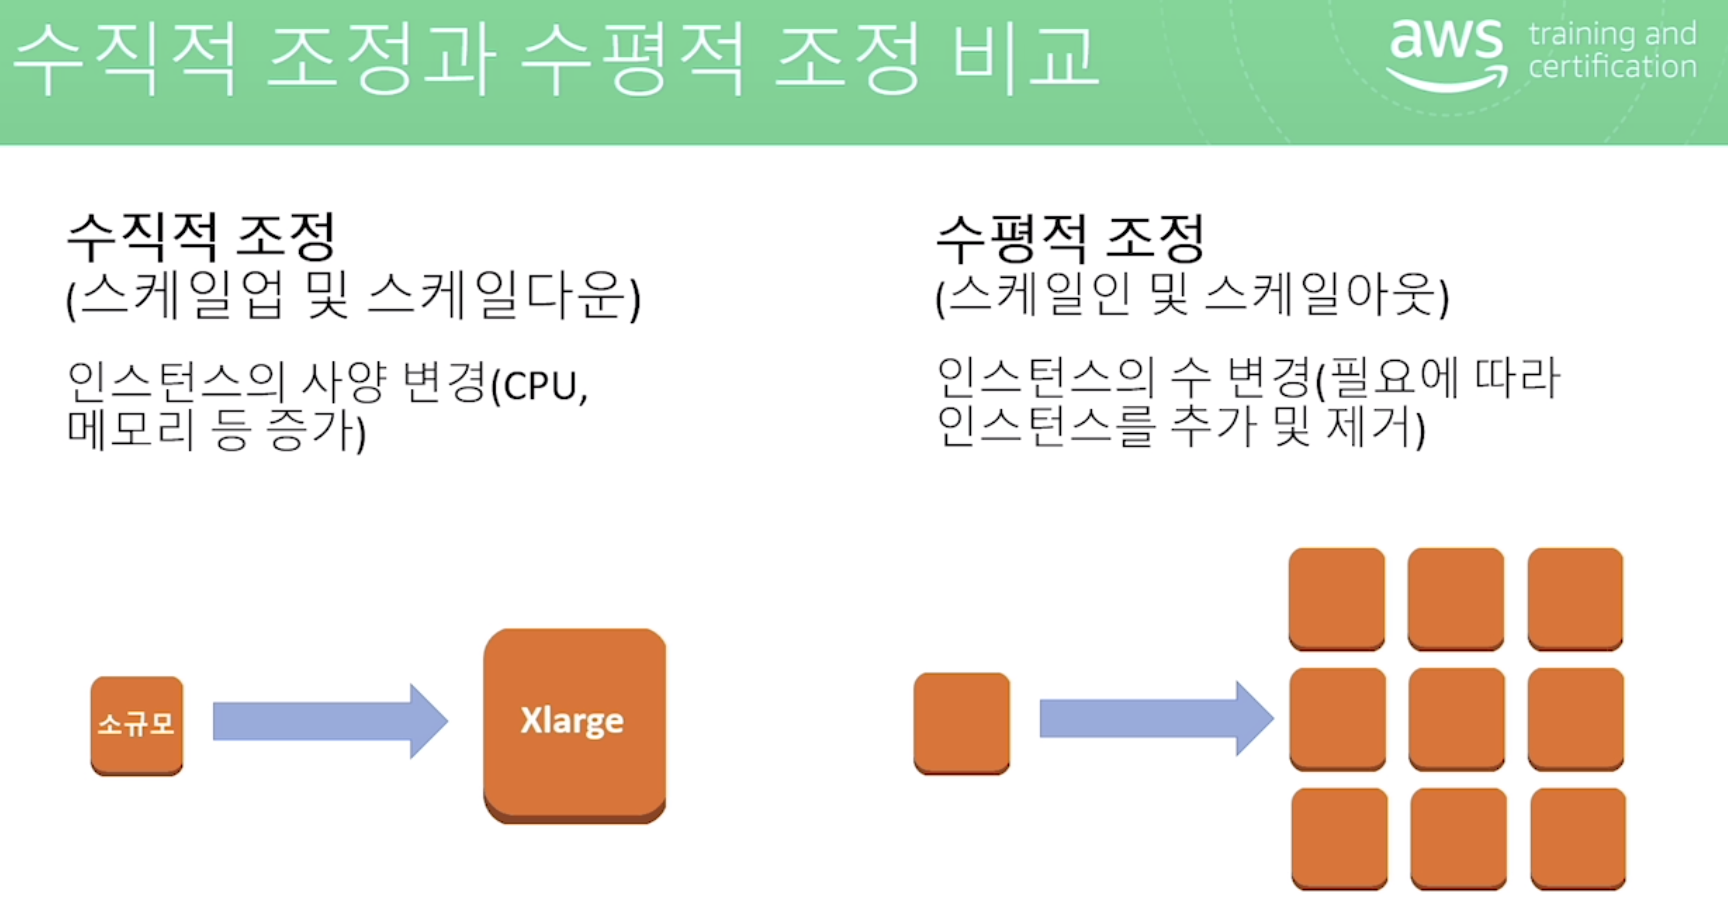 수직적 조정과 수평적 조정 비교
aws
training and
certification
수직적 조정
(스케일업 및 스케일다운)
인스턴스의 사양 변경(CPU,
메모리 등 증가)
소규모
Xlarge
수평적 조정
(스케일인 및 스케일아웃)
인스턴스의 수 변경(필요에 따라
인스턴스를 추가 및 제거)